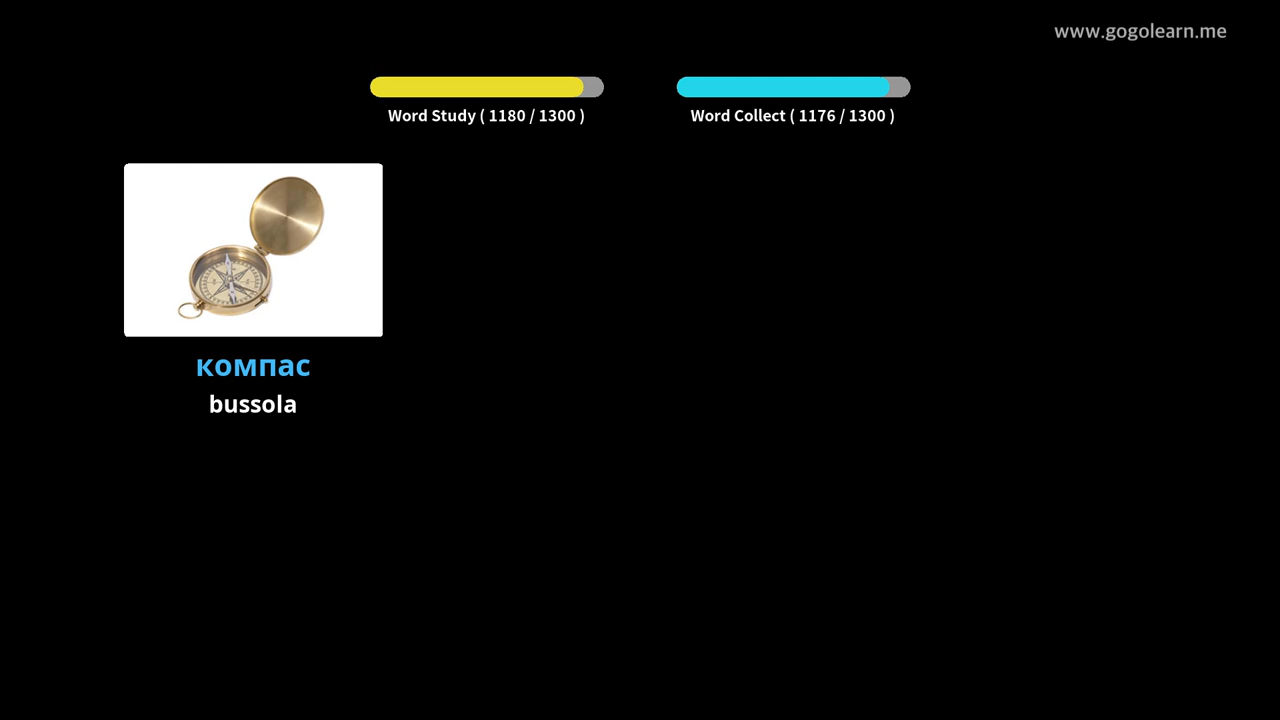 www.gogolearn.me
Word Study ( 1180 / 1300 )
Word Collect ( 1176 / 1300 )
компас
bussola